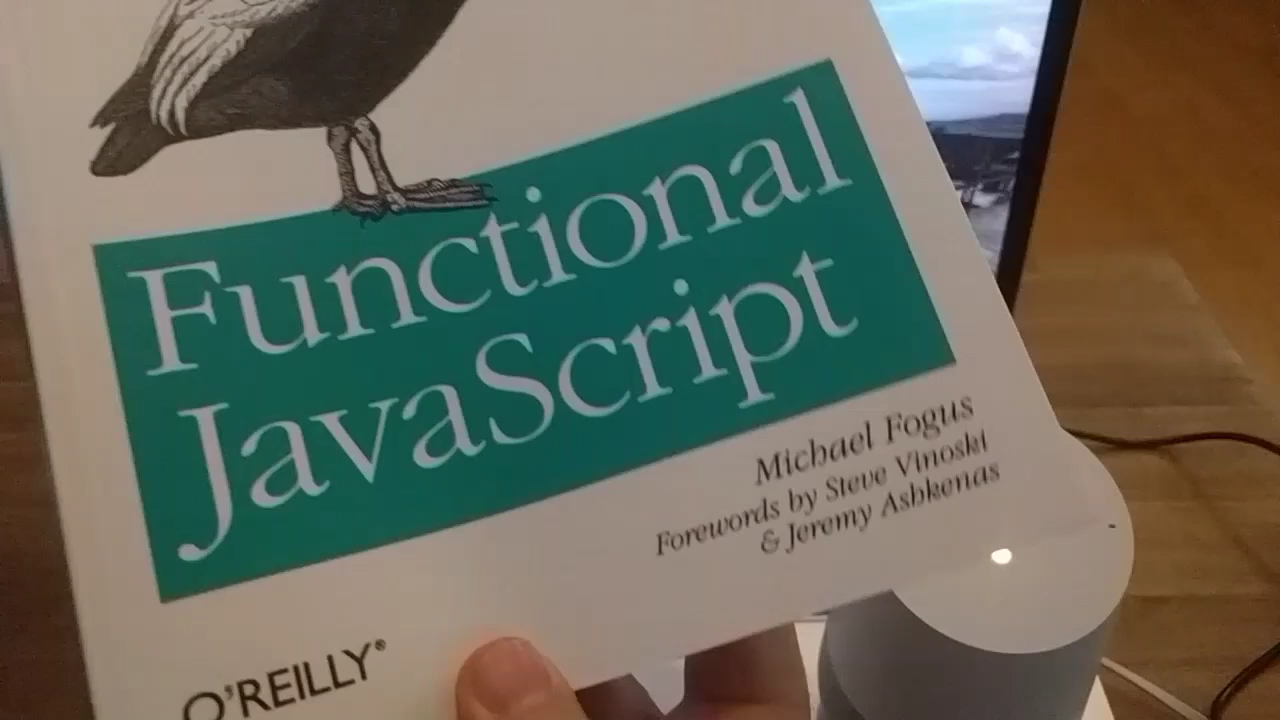 Functional
JavaScript
Michael Fogus
Forewords by Steve Vinoski
& Jeremy Ashkenas
O'REILLY®